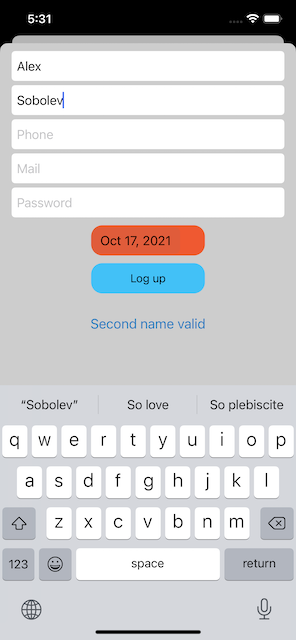 5:31
Alex
Sobolev
Phone
Mail
Password
Oct 17, 2021
Log up
Second name valid
“Sobolev” So love So plebiscite
q w e r t y u i o p
a s d f g h j k l
z x c v b n m
123 space return